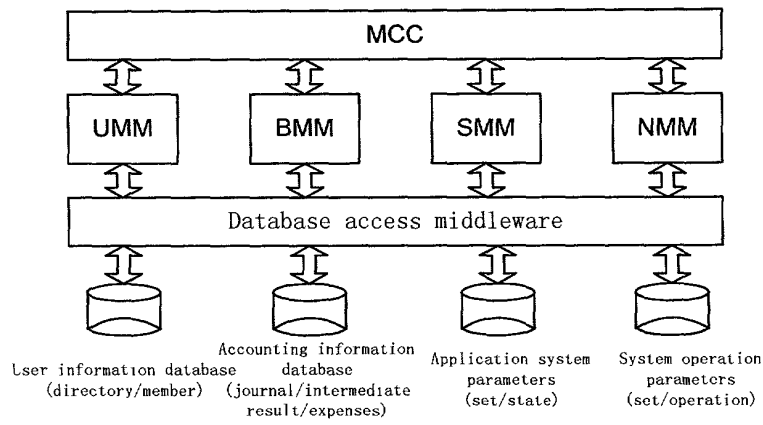 MCC
UMM
BMM
SMM
NMM
Database access middleware
User information database
(directory/member)
Accounting information
database
(journal/intermediate
result/expenses)
Application system
parameters
(set/state)
System operation
parameters
(set/operation)